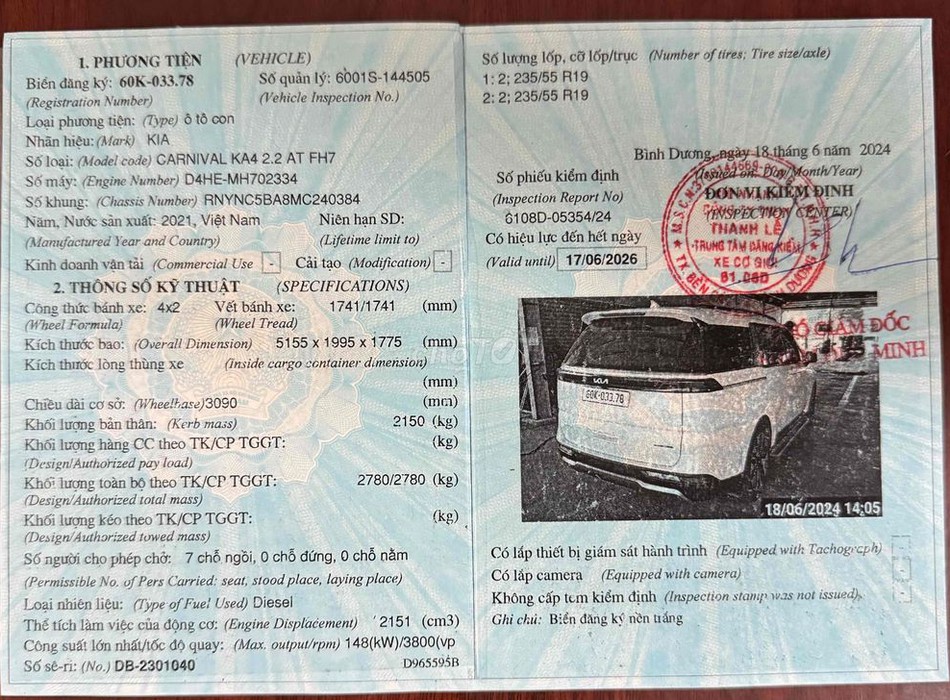 1. PHƯƠNG TIỆN (VEHICLE)
Biển đăng ký: 60K-033.78 Số quản lý: 6001S-144505
(Registration Number) (Vehicle Inspection No.)
Loại phương tiện: (Type) ô tô con
Nhãn hiệu: (Mark) KIA
Số loại: (Model code) CARNIVAL KA4 2.2 AT FH7
Số máy: (Engine Number) D4HE-MH702334
Số khung: (Chassis Number) RNYNC5BA8MC240384
Năm, Nước sản xuất: 2021, Việt Nam Niên hạn SD:
(Manufactured Year and Country) (Lifetime limit to)
Kinh doanh vận tải (Commercial Use - Cải tạo (Modification) -
2. THÔNG SỐ KỸ THUẬT (SPECIFICATIONS)
Công thức bánh xe: 4x2 Vết bánh xe: 1741/1741 (mm)
(Wheel Formula) (Wheel Tread)
Kích thước bao: (Overall Dimension) 5155 x 1995 x 1775 (mm)
Kích thước lòng thùng xe (Inside cargo container dimension)
(mm)
Chiều dài cơ sở: (Wheelbase)3090 (mm)
Khối lượng bản thân: (Kerb mass) 2150 (kg)
Khối lượng hàng CC theo TK/CP TGGT: (kg)
(Design/Authorized pay load)
Khối lượng toàn bộ theo TK/CP TGGT: 2780/2780 (kg)
(Design/Authorized total mass)
Khối lượng kéo theo TK/CP TGGT: (kg)
(Design/Authorized towed mass)
Số người cho phép chở: 7 chỗ ngồi, 0 chỗ đứng, 0 chỗ nằm
(Permissible No. of Pers Carried: seat, stood place, laying place)
Loại nhiên liệu: (Type of Fuel Used) Diesel
Thể tích làm việc của động cơ: (Engine Displacement) 2151 (cm3)
Công suất lớn nhất/tốc độ quay: (Max. output/rpm) 148(kW)/3800(vp
Số sê-ri: (No.) DB-2301040 D965595B
Số lượng lốp, cỡ lốp/trục (Number of tires; Tire size/axle)
1: 2; 235/55 R19
2: 2; 235/55 R19
Bình Dương, ngày 18 tháng 6 năm 2024
(Issued on: Day/Month/Year)
Số phiếu kiểm định ĐƠN VỊ KIỂM ĐỊNH
(Inspection Report No) (INSPECTION CENTER)
6108D-05354/24
THANH LÊ
Có hiệu lực đến hết ngày
TRUNG TÂM ĐĂNG KIỂM
(Valid until) 17/06/2026
XE CƠ GIỚI
61.08D
GIÁM ĐỐC
MINH
KIA
60K-033.78
18/06/2024 14:05
Có lắp thiết bị giám sát hành trình (Equipped with Tachograph) -
Có lắp camera (Equipped with camera) -
Không cấp tem kiểm định (Inspection stamp was not issued) -
Ghi chú: Biển đăng ký nền trắng